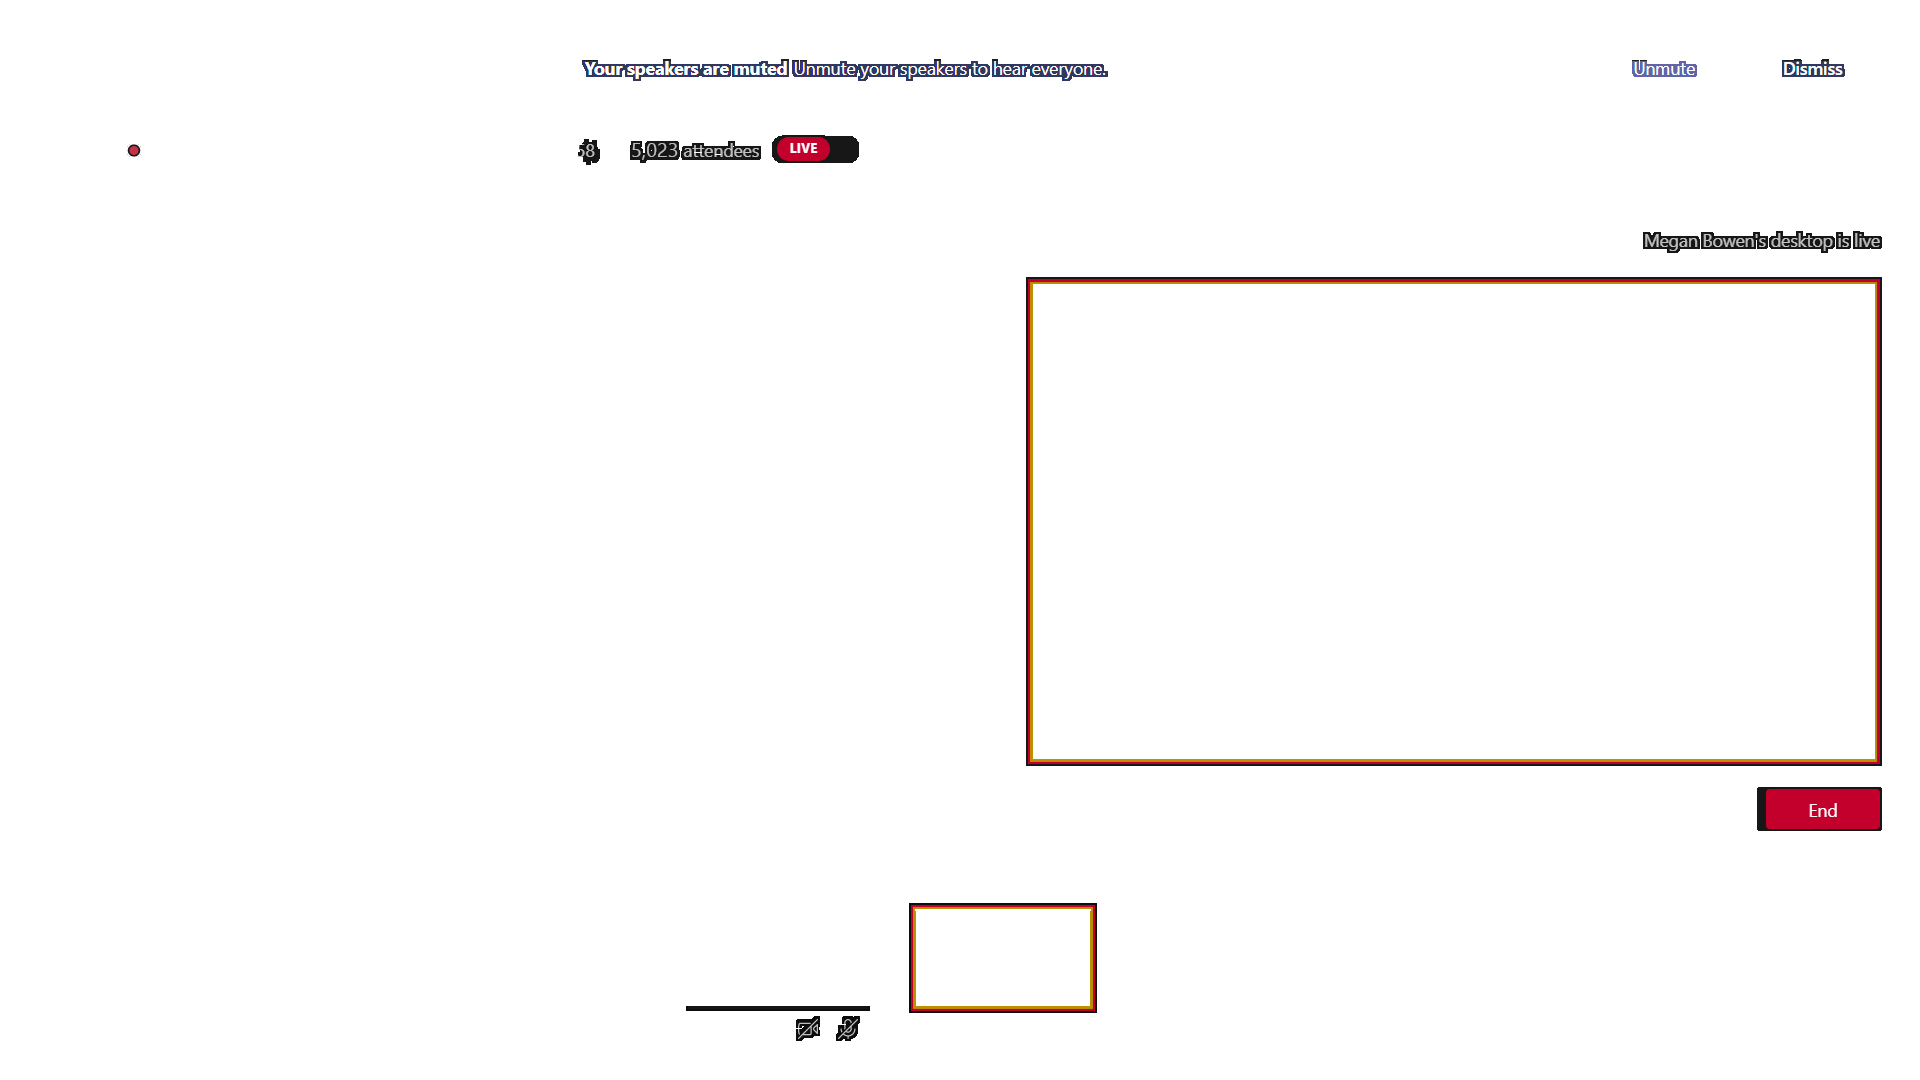 Your speakers are muted Unmute your speakers to hear everyone. Unmute Dismiss
58 5,023 attendees LIVE
Megan Bowen's desktop is live
End